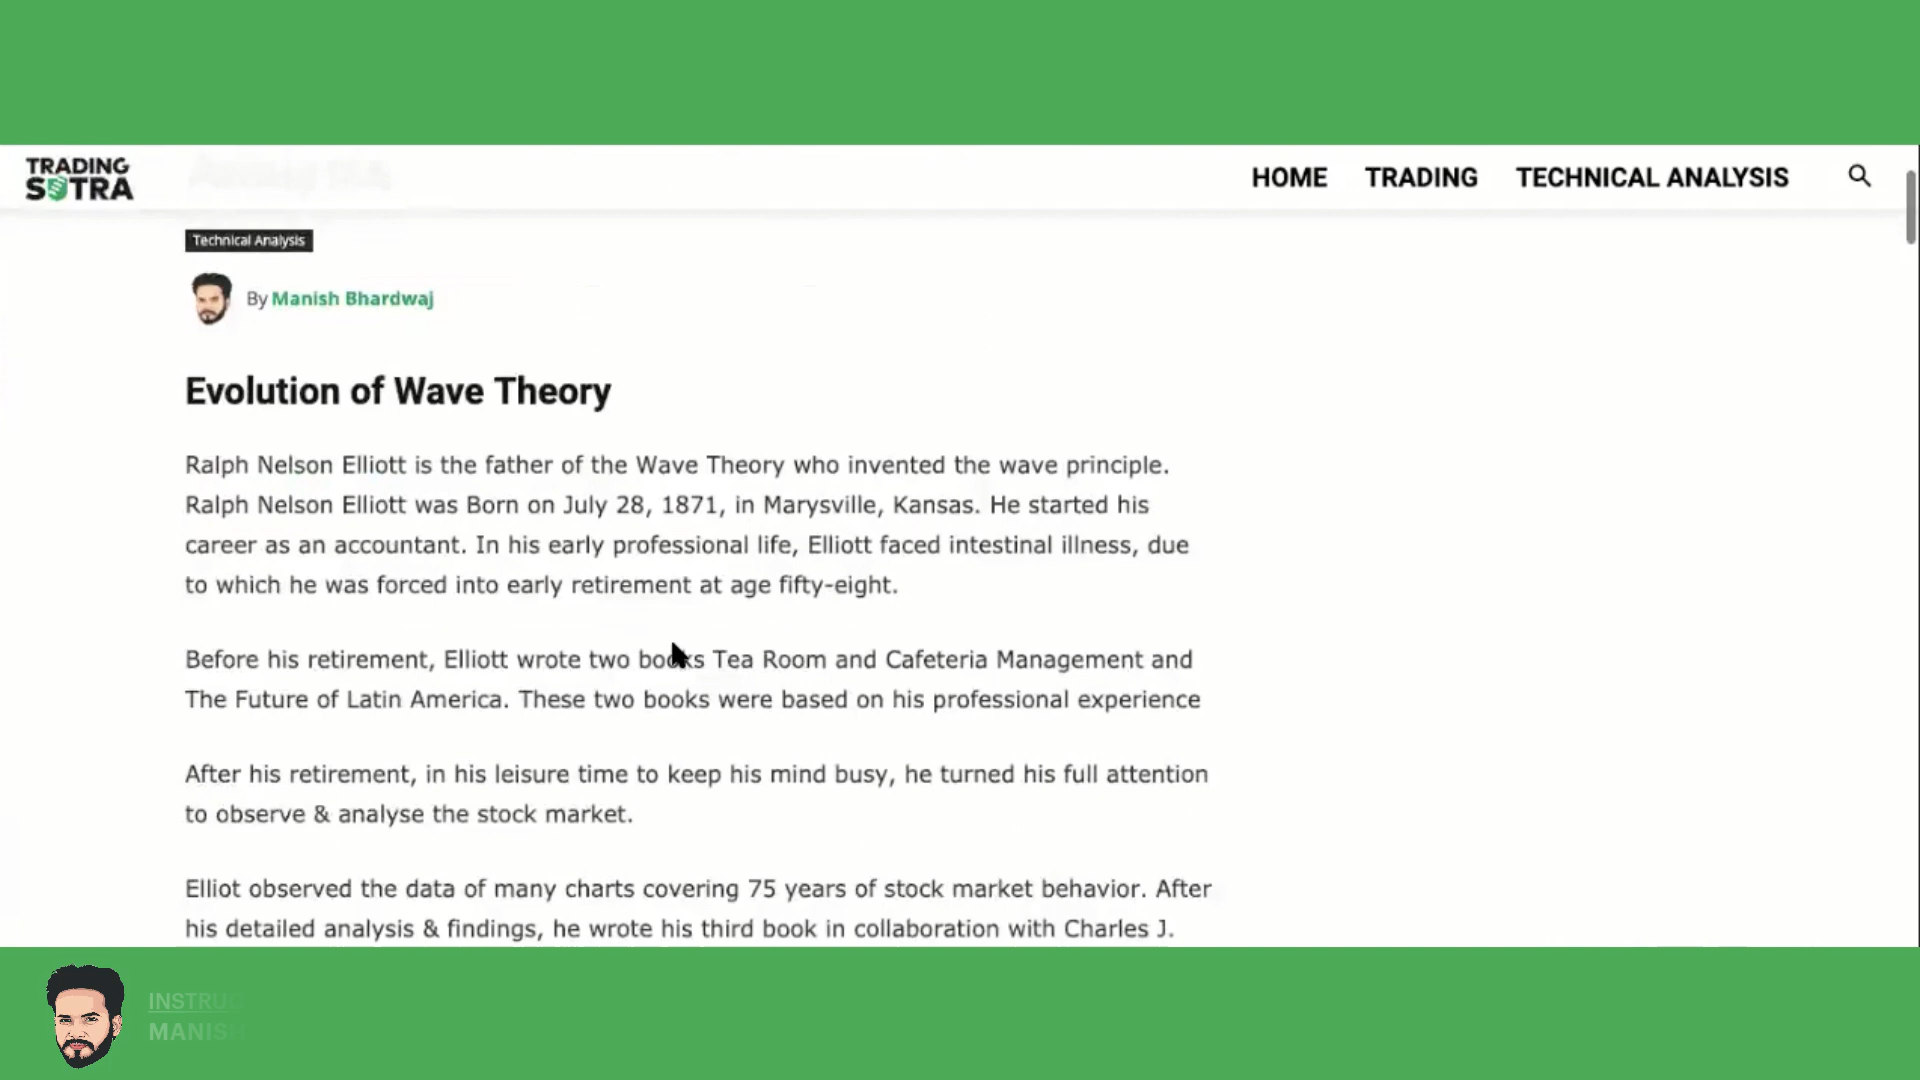 TRADING
SUTRA
HOME TRADING TECHNICAL ANALYSIS
Technical Analysis
By Manish Bhardwaj
Evolution of Wave Theory
Ralph Nelson Elliott is the father of the Wave Theory who invented the wave principle.
Ralph Nelson Elliott was Born on July 28, 1871, in Marysville, Kansas. He started his
career as an accountant. In his early professional life, Elliott faced intestinal illness, due
to which he was forced into early retirement at age fifty-eight.
Before his retirement, Elliott wrote two books Tea Room and Cafeteria Management and
The Future of Latin America. These two books were based on his professional experience
After his retirement, in his leisure time to keep his mind busy, he turned his full attention
to observe & analyse the stock market.
Elliot observed the data of many charts covering 75 years of stock market behavior. After
his detailed analysis & findings, he wrote his third book in collaboration with Charles J.
INSTRUC
MANISH